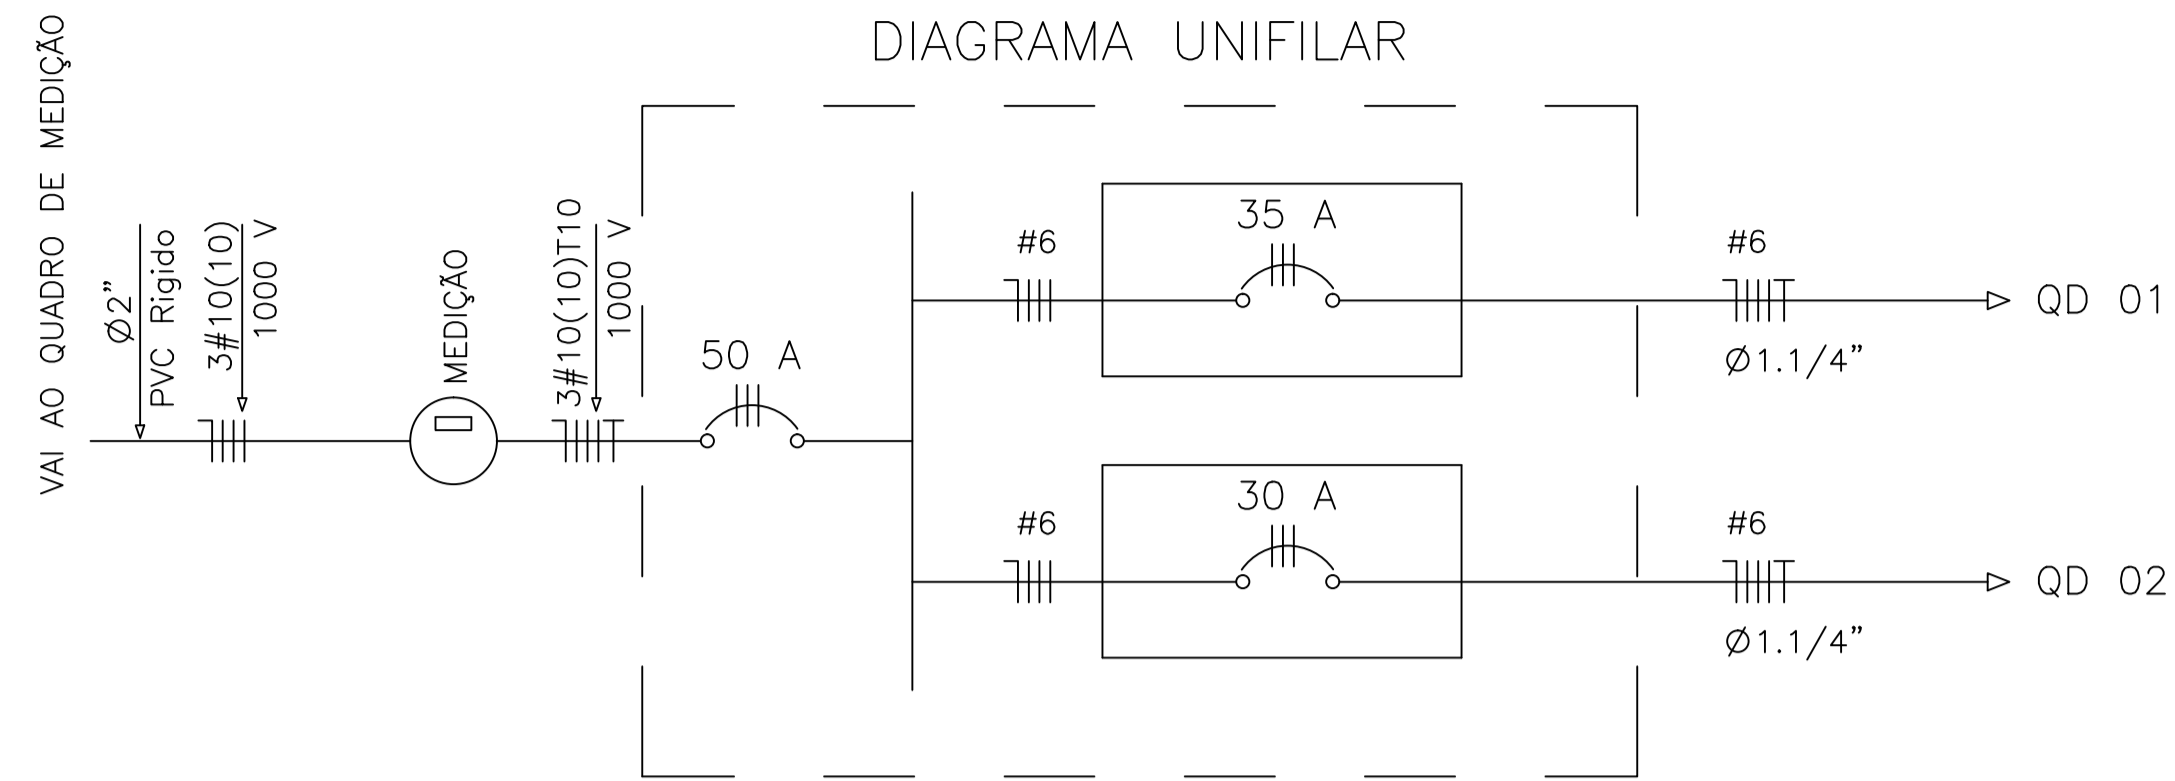 DIAGRAMA UNIFILAR
VAI AO QUADRO DE MEDIÇÃO
Ø2”
PVC Rigido
3#10(10)
1000 V
MEDIÇÃO
3#10(10)T10
1000 V
50 A
#6
35 A
#6
Ø1.1/4”
QD 01
#6
30 A
#6
Ø1.1/4”
QD 02